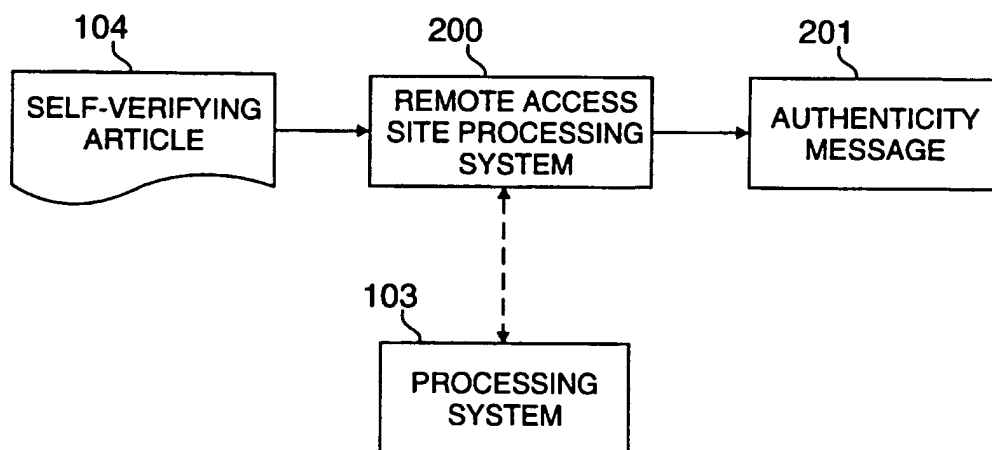 104
SELF-VERIFYING
ARTICLE
200
REMOTE ACCESS
SITE PROCESSING
SYSTEM
201
AUTHENTICITY
MESSAGE
103
PROCESSING
SYSTEM